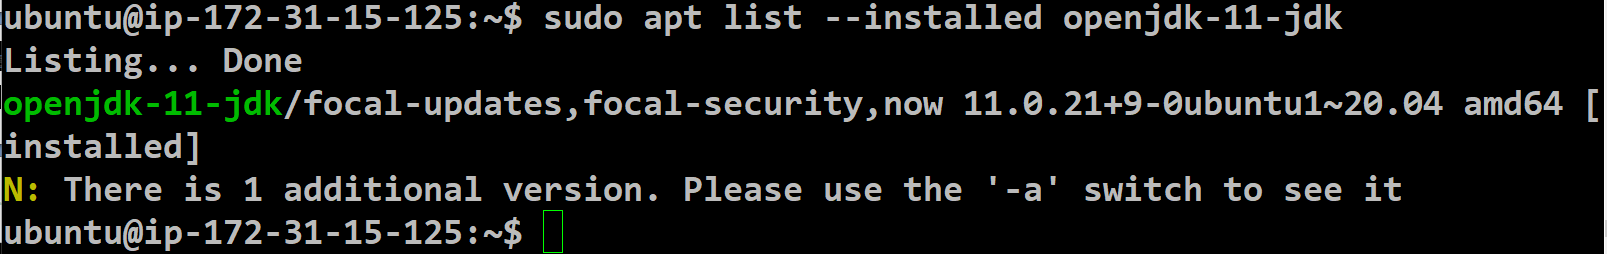 ubuntu@ip-172-31-15-125:~$ sudo apt list --installed openjdk-11-jdk
Listing... Done
openjdk-11-jdk/focal-updates,focal-security,now 11.0.21+9-0ubuntu1~20.04 amd64 [
installed]
N: There is 1 additional version. Please use the '-a' switch to see it
ubuntu@ip-172-31-15-125:~$